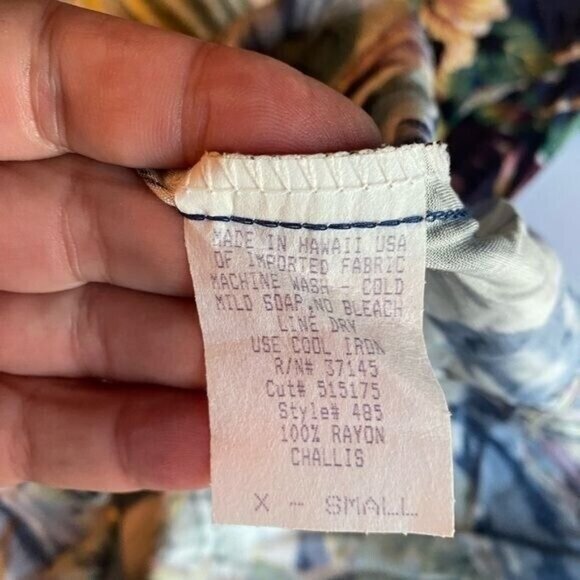 MADE IN HAWAII USA
OF IMPORTED FABRIC
MACHINE WASH - COLD
MILD SOAP, NO BLEACH
LINE DRY
USE COOL IRON
R/N# 37145
Cut# 515175
Style# 485
100% RAYON
CHALLIS
X - SMALL